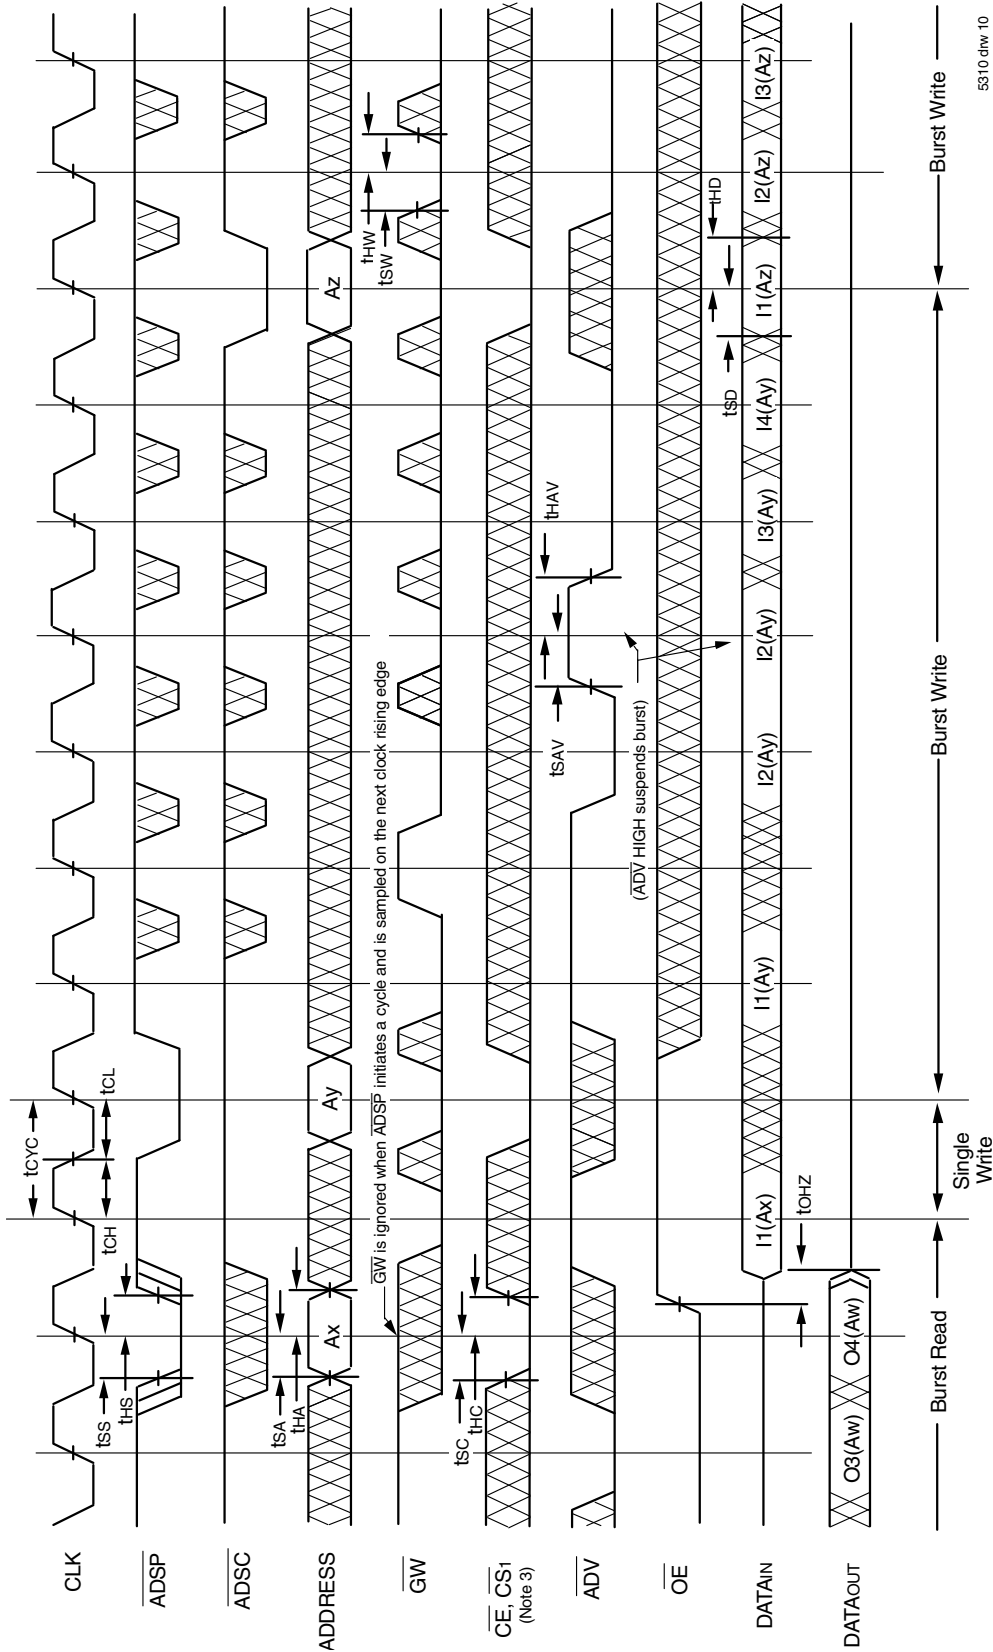 CLK
tCYC
tCH
tCL
tSS
tHS
ADSP
ADSC
ADDRESS
tSA
tHA
Ax
Ay
Az
GW is ignored when ADSP initiates a cycle and is sampled on the next clock rising edge
tHW
tSW
GW
tSC
tHC
CE, CS1
(Note 3)
tSAV
tHAV
ADV
(ADV HIGH suspends burst)
OE
tSD
tHD
DATAIN
I1(Ax)
I1(Ay)
I2(Ay)
I2(Ay)
I3(Ay)
I4(Ay)
I1(Az)
I2(Az)
I3(Az)
tOHZ
DATAOUT
O3(Aw)
O4(Aw)
Burst Read
Single
Write
Burst Write
Burst Write
5310 drw 10